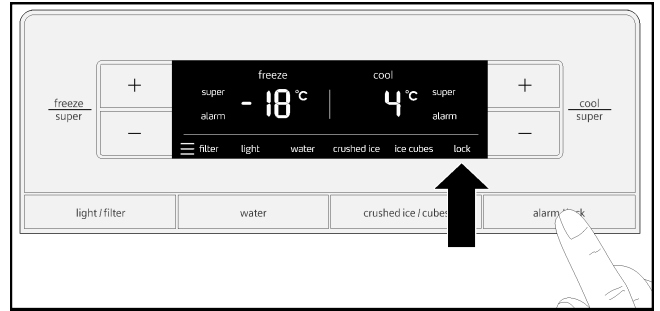 freeze
super
+
−
freeze
cool
super
- 18 °C
4 °C
super
alarm
alarm
filter
light
water
crushed ice
ice cubes
lock
+
−
cool
super
light / filter
water
crushed ice / cubes
alarm